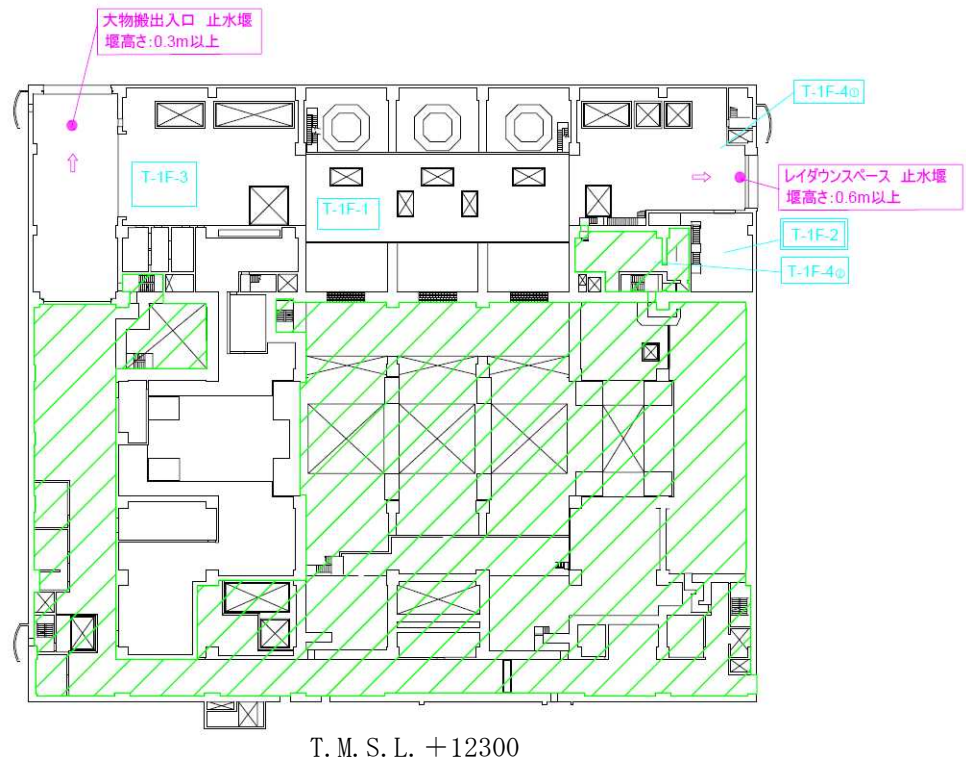 大物搬出入口 止水堰
堰高さ:0.3m以上
T-1F-4①
T-1F-3
T-1F-1
レイダウンスペース 止水堰
堰高さ:0.6m以上
T-1F-2
T-1F-4②
T.M.S.L.+12300